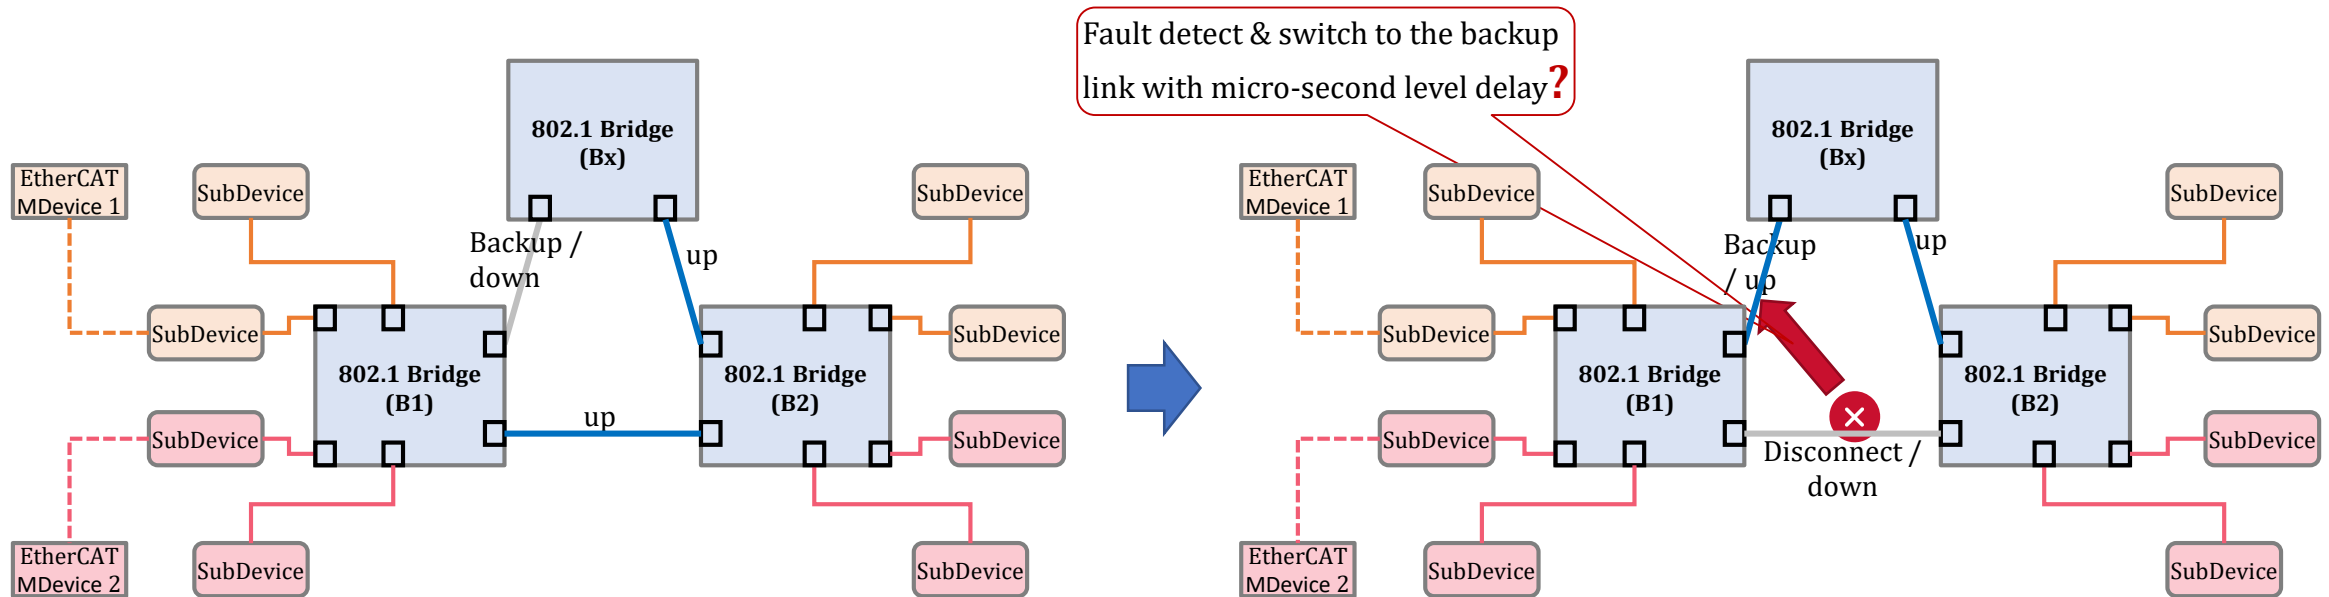 Fault detect & switch to the backup
link with micro-second level delay?
802.1 Bridge
(Bx)
EtherCAT
MDevice 1
SubDevice
SubDevice
Backup /
down
up
SubDevice
SubDevice
802.1 Bridge
(B1)
up
802.1 Bridge
(B2)
SubDevice
SubDevice
EtherCAT
MDevice 2
SubDevice
SubDevice
802.1 Bridge
(Bx)
EtherCAT
MDevice 1
SubDevice
SubDevice
Backup
/ up
up
SubDevice
SubDevice
802.1 Bridge
(B1)
802.1 Bridge
(B2)
SubDevice
Disconnect /
down
SubDevice
EtherCAT
MDevice 2
SubDevice
SubDevice